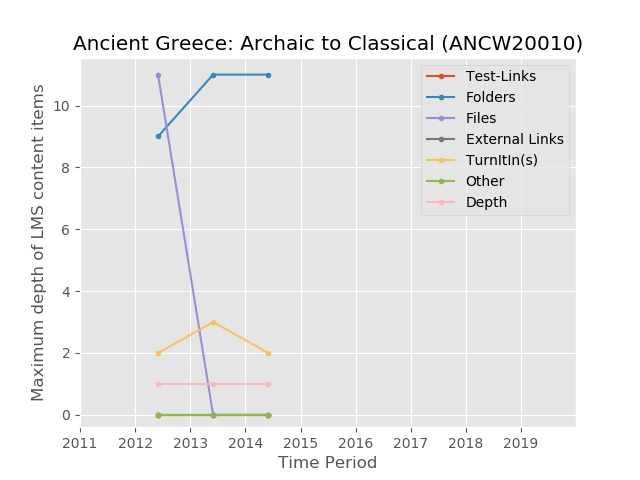 Ancient Greece: Archaic to Classical (ANCW20010)
Test-Links
Folders
Files
External Links
TurnItIn(s)
Other
Depth
Maximum depth of LMS content items
10
8
6
4
2
0
2011 2012 2013 2014 2015 2016 2017 2018 2019
Time Period